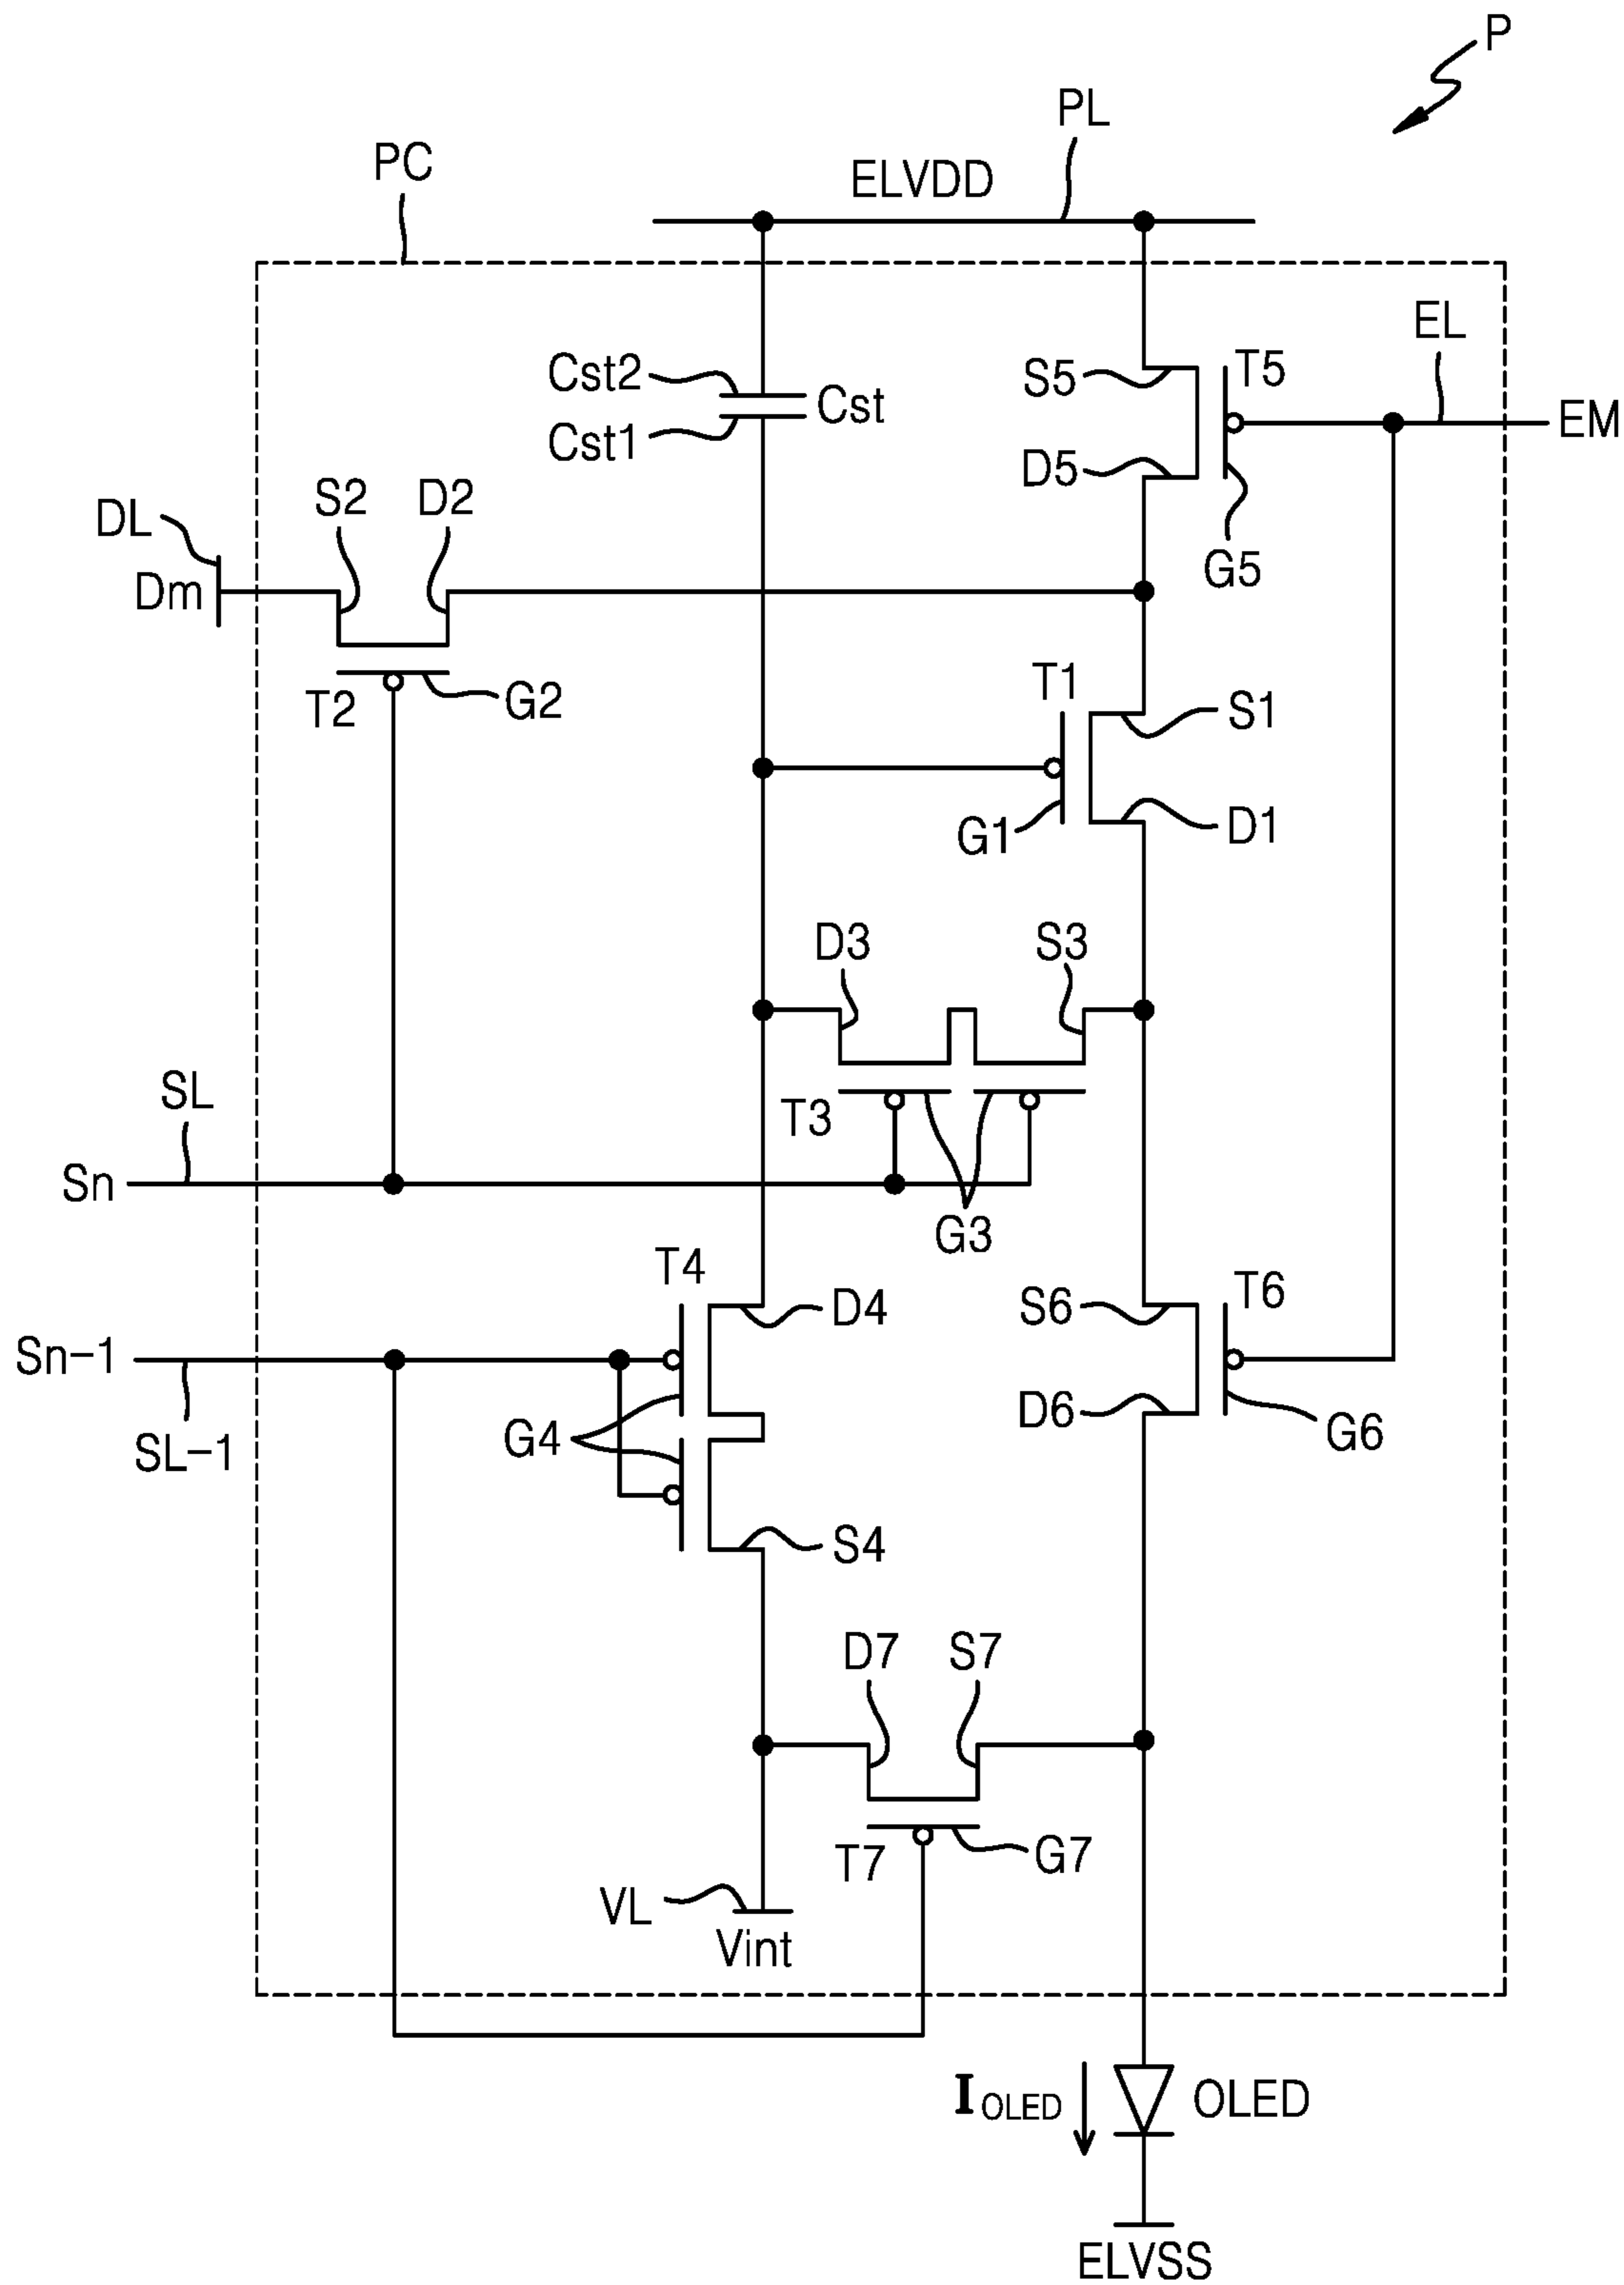 P
PL
PC
ELVDD
EL
Cst2
Cst
Cst1
S5
T5
EM
D5
G5
S2
D2
DL
Dm
T2
G2
T1
S1
G1
D1
D3
S3
SL
T3
Sn
G3
T4
D4
S6
T6
Sn-1
SL-1
G4
D6
G6
S4
D7
S7
T7
G7
VL
Vint
IOLED
OLED
ELVSS